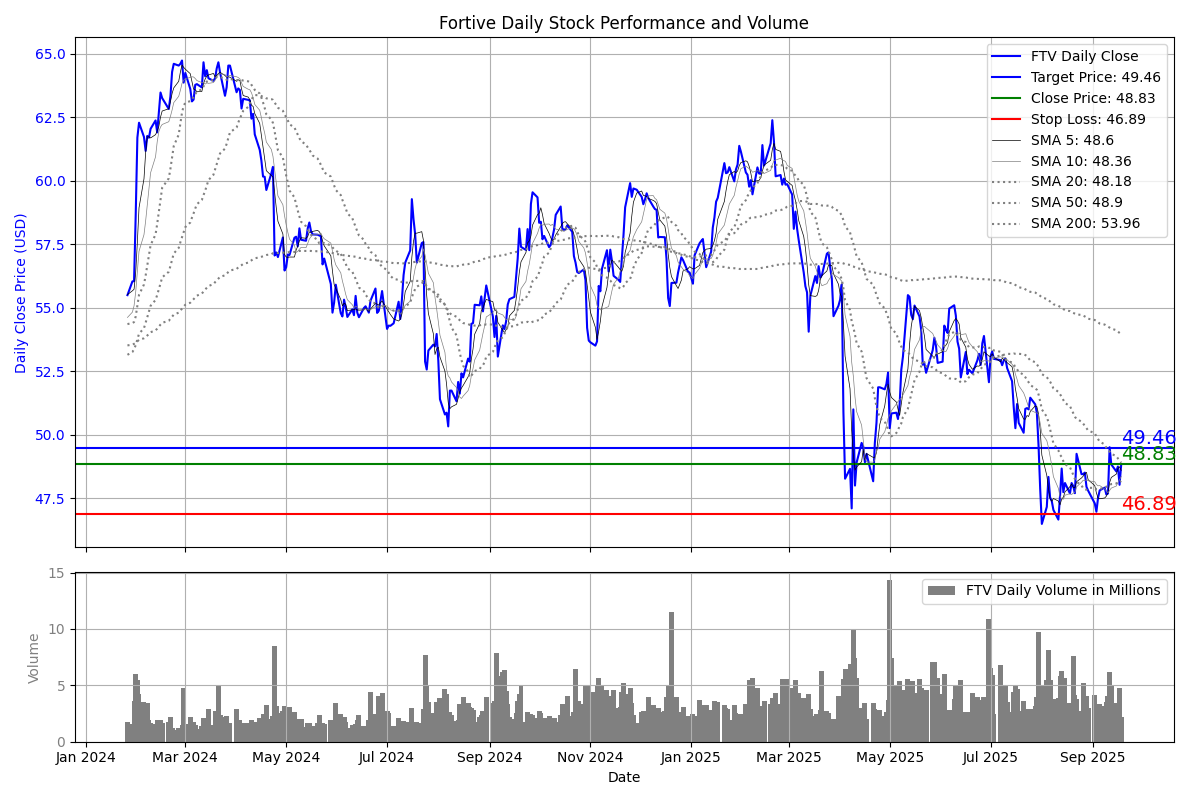 Fortive Daily Stock Performance and Volume
Daily Close Price (USD)
65.0
62.5
60.0
57.5
55.0
52.5
50.0
47.5
FTV Daily Close
Target Price: 49.46
Close Price: 48.83
Stop Loss: 46.89
SMA 5: 48.6
SMA 10: 48.36
SMA 20: 48.18
SMA 50: 48.9
SMA 200: 53.96
49.46
48.83
46.89
Volume
15
10
5
0
FTV Daily Volume in Millions
Jan 2024 Mar 2024 May 2024 Jul 2024 Sep 2024 Nov 2024 Jan 2025 Mar 2025 May 2025 Jul 2025 Sep 2025
Date